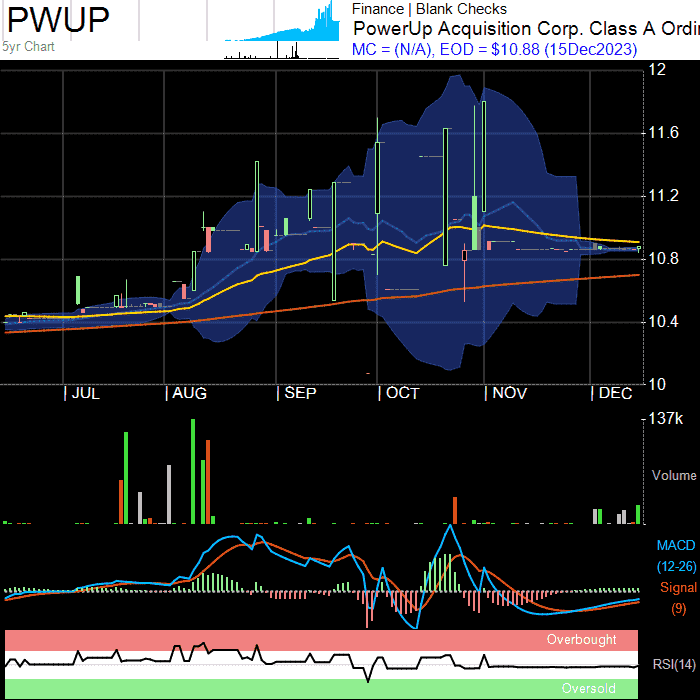 PWUP
5yr Chart
Finance | Blank Checks
PowerUp Acquisition Corp. Class A Ordi
MC = (N/A), EOD = $10.88 (15Dec2023)
12
11.6
11.2
10.8
10.4
10
| JUL | AUG | SEP | OCT | NOV | DEC
137k
Volume
MACD
(12-26)
Signal
(9)
Overbought
RSI(14)
Oversold